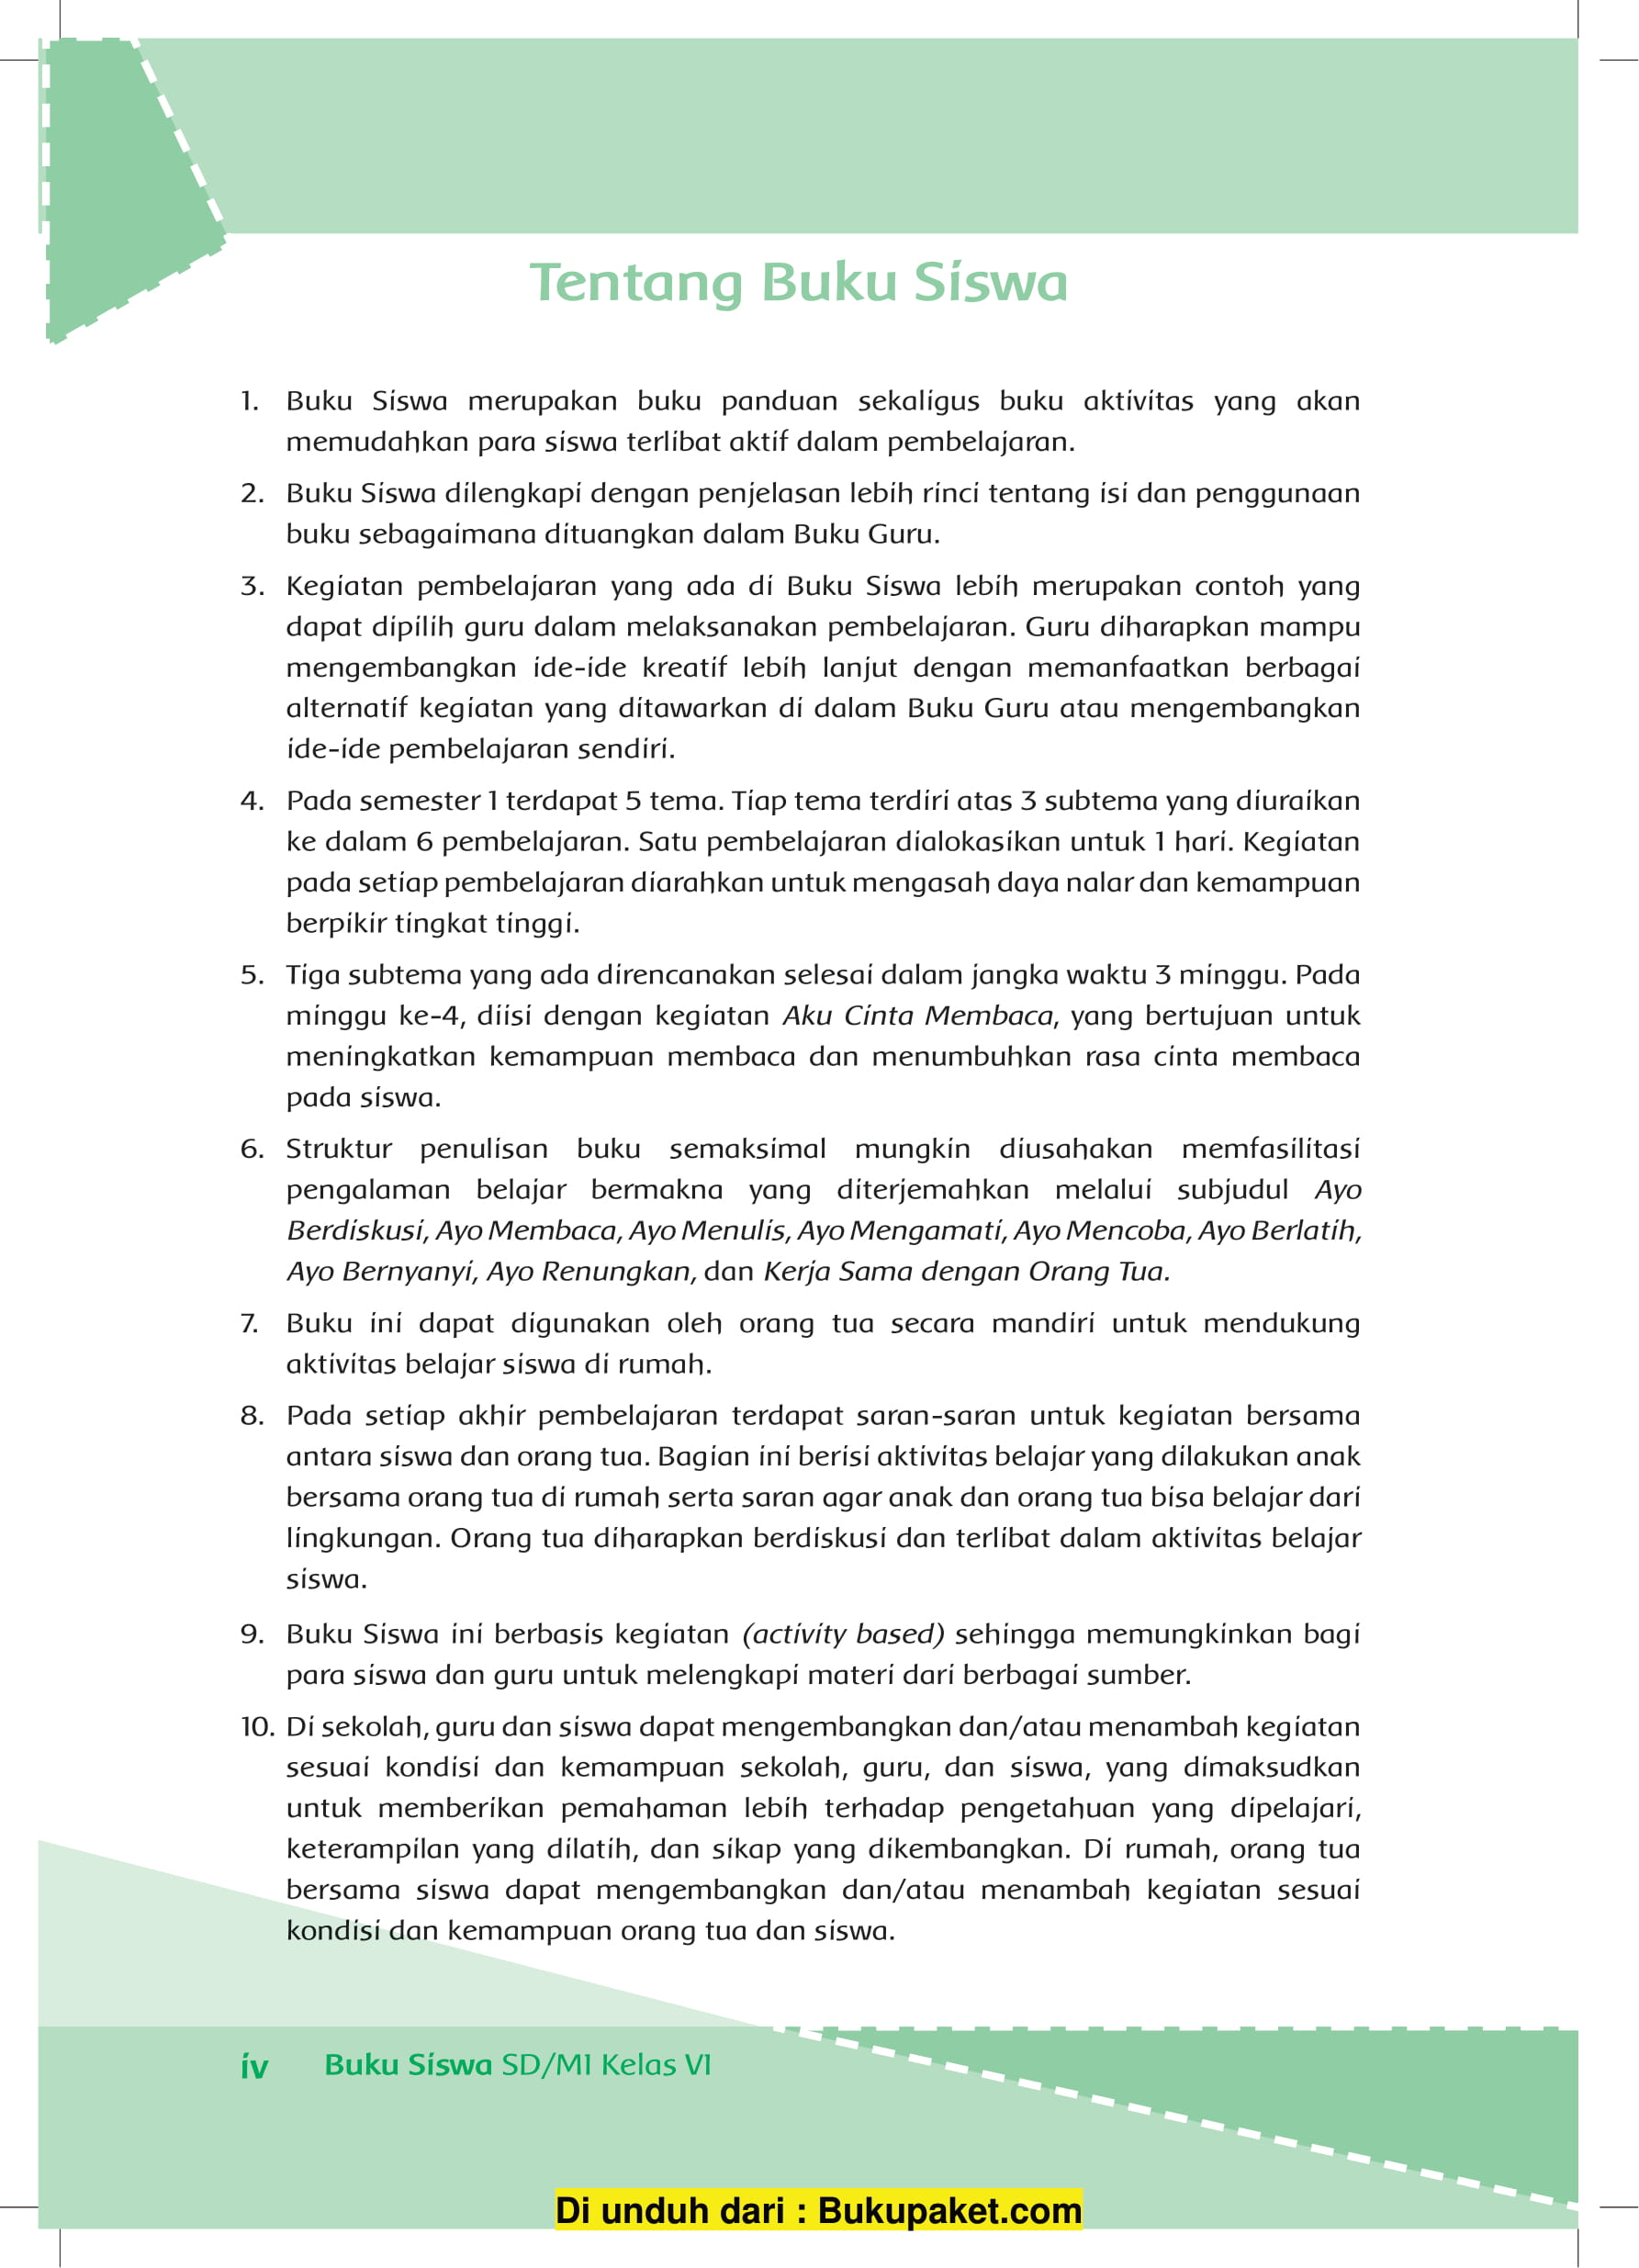 Tentang Buku Siswa
1. Buku Siswa merupakan buku panduan sekaligus buku aktivitas yang akan
memudahkan para siswa terlibat aktif dalam pembelajaran.
2. Buku Siswa dilengkapi dengan penjelasan lebih rinci tentang isi dan penggunaan
buku sebagaimana dituangkan dalam Buku Guru.
3. Kegiatan pembelajaran yang ada di Buku Siswa lebih merupakan contoh yang
dapat dipilih guru dalam melaksanakan pembelajaran. Guru diharapkan mampu
mengembangkan ide-ide kreatif lebih lanjut dengan memanfaatkan berbagai
alternatif kegiatan yang ditawarkan di dalam Buku Guru atau mengembangkan
ide-ide pembelajaran sendiri.
4. Pada semester 1 terdapat 5 tema. Tiap tema terdiri atas 3 subtema yang diuraikan
ke dalam 6 pembelajaran. Satu pembelajaran dialokasikan untuk 1 hari. Kegiatan
pada setiap pembelajaran diarahkan untuk mengasah daya nalar dan kemampuan
berpikir tingkat tinggi.
5. Tiga subtema yang ada direncanakan selesai dalam jangka waktu 3 minggu. Pada
minggu ke-4, diisi dengan kegiatan Aku Cinta Membaca, yang bertujuan untuk
meningkatkan kemampuan membaca dan menumbuhkan rasa cinta membaca
pada siswa.
6. Struktur penulisan buku semaksimal mungkin diusahakan memfasilitasi
pengalaman belajar bermakna yang diterjemahkan melalui subjudul Ayo
Berdiskusi, Ayo Membaca, Ayo Menulis, Ayo Mengamati, Ayo Mencoba, Ayo Berlatih,
Ayo Bernyanyi, Ayo Renungkan, dan Kerja Sama dengan Orang Tua.
7. Buku ini dapat digunakan oleh orang tua secara mandiri untuk mendukung
aktivitas belajar siswa di rumah.
8. Pada setiap akhir pembelajaran terdapat saran-saran untuk kegiatan bersama
antara siswa dan orang tua. Bagian ini berisi aktivitas belajar yang dilakukan anak
bersama orang tua di rumah serta saran agar anak dan orang tua bisa belajar dari
lingkungan. Orang tua diharapkan berdiskusi dan terlibat dalam aktivitas belajar
siswa.
9. Buku Siswa ini berbasis kegiatan (activity based) sehingga memungkinkan bagi
para siswa dan guru untuk melengkapi materi dari berbagai sumber.
10. Di sekolah, guru dan siswa dapat mengembangkan dan/atau menambah kegiatan
sesuai kondisi dan kemampuan sekolah, guru, dan siswa, yang dimaksudkan
untuk memberikan pemahaman lebih terhadap pengetahuan yang dipelajari,
keterampilan yang dilatih, dan sikap yang dikembangkan. Di rumah, orang tua
bersama siswa dapat mengembangkan dan/atau menambah kegiatan sesuai
kondisi dan kemampuan orang tua dan siswa.
iv Buku Siswa SD/MI Kelas VI
Di unduh dari : Bukupaket.com